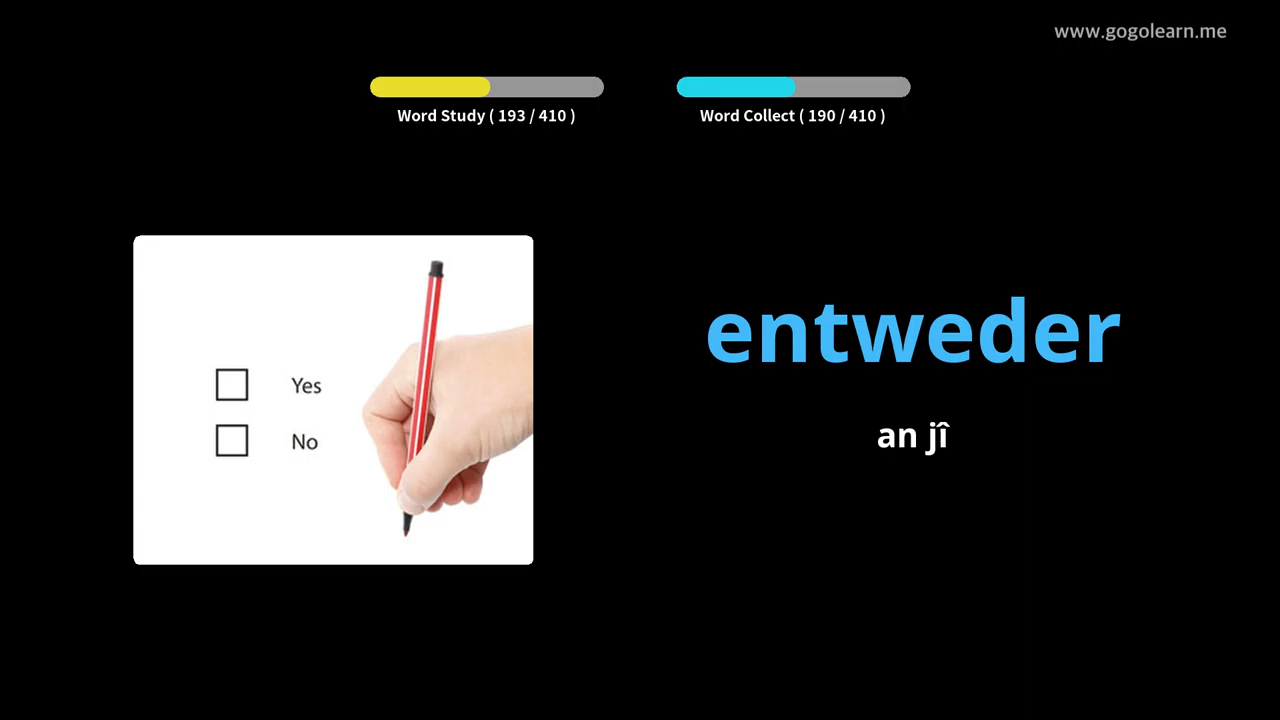 www.gogolearn.me
Word Study ( 193 / 410 )
Word Collect ( 190 / 410 )
Yes
No
entweder
an jî